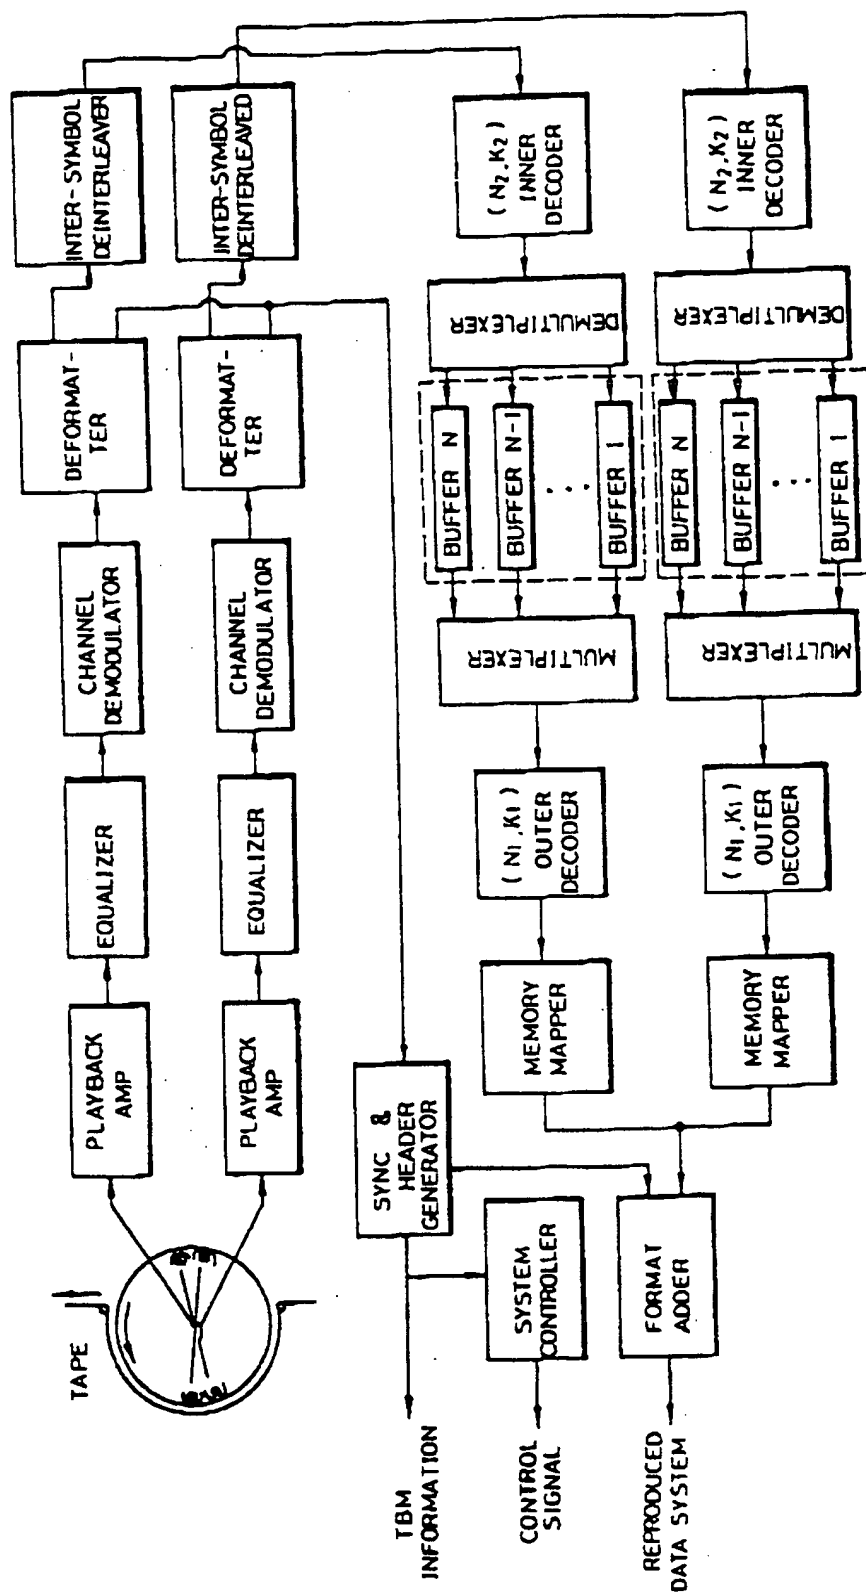 TAPE
PLAYBACK
AMP
EQUALIZER
CHANNEL
DEMODULATOR
DEFORMAT-
TER
INTER-SYMBOL
DEINTERLEAVER
PLAYBACK
AMP
EQUALIZER
CHANNEL
DEMODULATOR
DEFORMAT-
TER
INTER-SYMBOL
DEINTERLEAVED
TBM
INFORMATION
SYNC &
HEADER
GENERATOR
CONTROL
SIGNAL
SYSTEM
CONTROLLER
REPRODUCED
DATA SYSTEM
FORMAT
ADDER
MEMORY
MAPPER
(N1,K1)
OUTER
DECODER
MULTIPLEXER
BUFFER N
BUFFER N-1
...
BUFFER 1
DEMULTIPLEXER
(N2,K2)
INNER
DECODER
MEMORY
MAPPER
(N1,K1)
OUTER
DECODER
MULTIPLEXER
BUFFER N
BUFFER N-1
...
BUFFER 1
DEMULTIPLEXER
(N2,K2)
INNER
DECODER